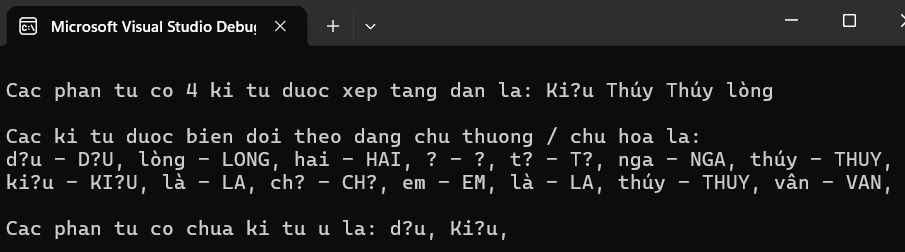 Microsoft Visual Studio Debug
Cac phan tu co 4 ki tu duoc xep tang dan la: Ki?u Thúy Thúy lòng
Cac ki tu duoc bien doi theo dang chu thuong / chu hoa la:
d?u - D?U, lòng - LONG, hai - HAI, ? - ?, t? - T?, nga - NGA, thúy - THUY,
ki?u - KI?U, là - LA, ch? - CH?, em - EM, là - LA, thúy - THUY, vân - VAN,
Cac phan tu co chua ki tu u la: d?u, Ki?u,